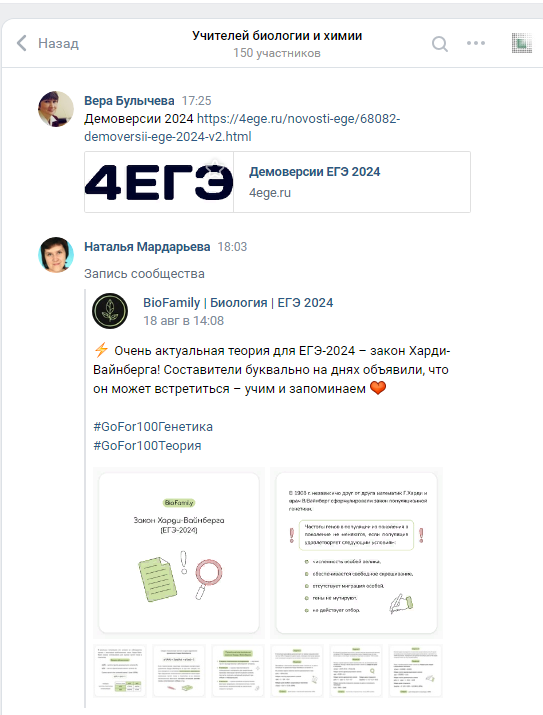 Назад
Учителей биологии и химии
150 участников
Вера Булычева 17:25
Демоверсии 2024 https://4ege.ru/novosti-ege/68082-
demoversii-ege-2024-v2.html
4ЕГЭ
Демоверсии ЕГЭ 2024
4ege.ru
Наталья Мардарьева 18:03
Запись сообщества
BioFamily | Биология | ЕГЭ 2024
18 авг в 14:08
⚡ Очень актуальная теория для ЕГЭ-2024 – закон Харди-
Вайнберга! Составители буквально на днях объявили, что
он может встретиться – учим и запоминаем ❤
#GoFor100Генетика
#GoFor100Теория
BioFamily
Закон Харди-Вайнберга
(ЕГЭ-2024)
В 1908 г. независимо друг от друга математик Г.Харди и
врач В.Вайнберг сформулировали закон популяционной
генетики.
Частоты генов в популяции из поколения в
поколение не меняются, если популяция
удовлетворяет следующим условиям:
численность особей велика,
обеспечивается свободное скрещивание,
отсутствует миграция особей,
гены не мутируют,
не действует отбор.